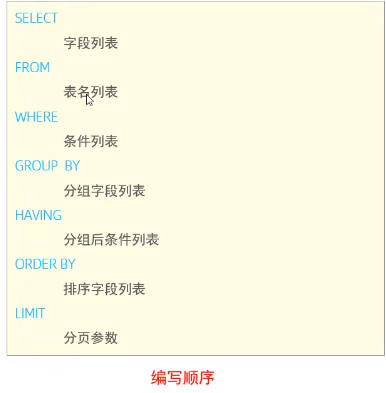 SELECT
字段列表
FROM
表名列表
WHERE
条件列表
GROUP BY
分组字段列表
HAVING
分组后条件列表
ORDER BY
排序字段列表
LIMIT
分页参数
编写顺序